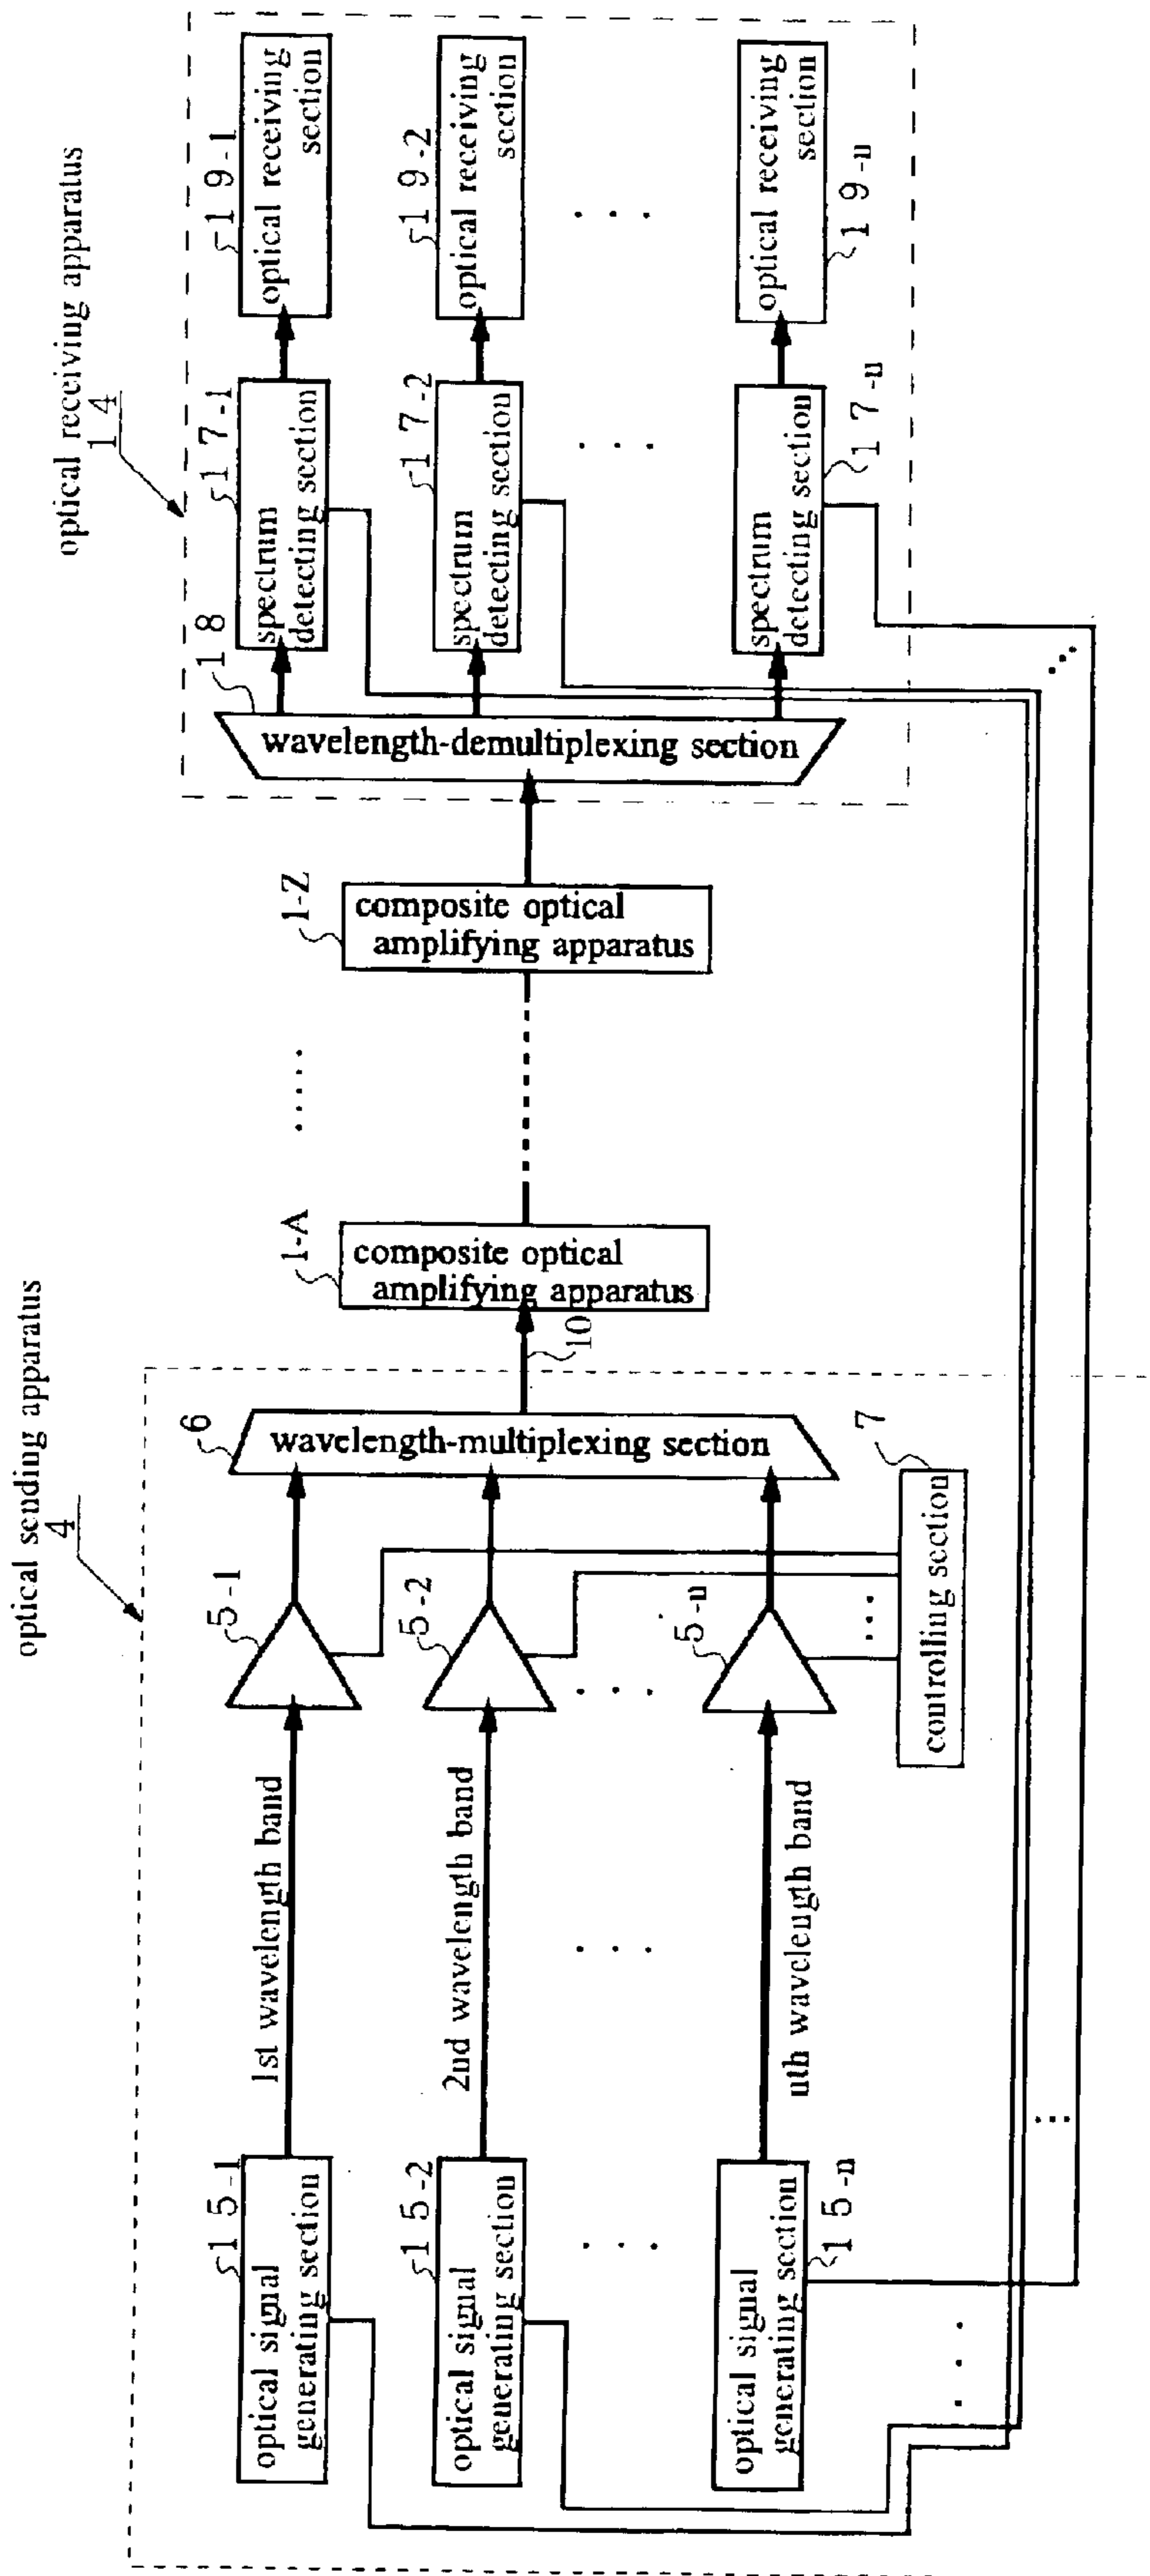 optical sending apparatus
4
optical receiving apparatus
14
15-1
optical signal
generating section
1st wavelength band
5-1
6
wavelength-multiplexing section
10
1-A
composite optical
amplifying apparatus
. . . . .
1-Z
composite optical
amplifying apparatus
18
wavelength-demultiplexing section
17-1
spectrum
detecting section
19-1
optical receiving
section
15-2
optical signal
generating section
2nd wavelength band
5-2
17-2
spectrum
detecting section
19-2
optical receiving
section
. . .
15-n
optical signal
generating section
nth wavelength band
5-n
7
controlling section
17-n
spectrum
detecting section
19-n
optical receiving
section